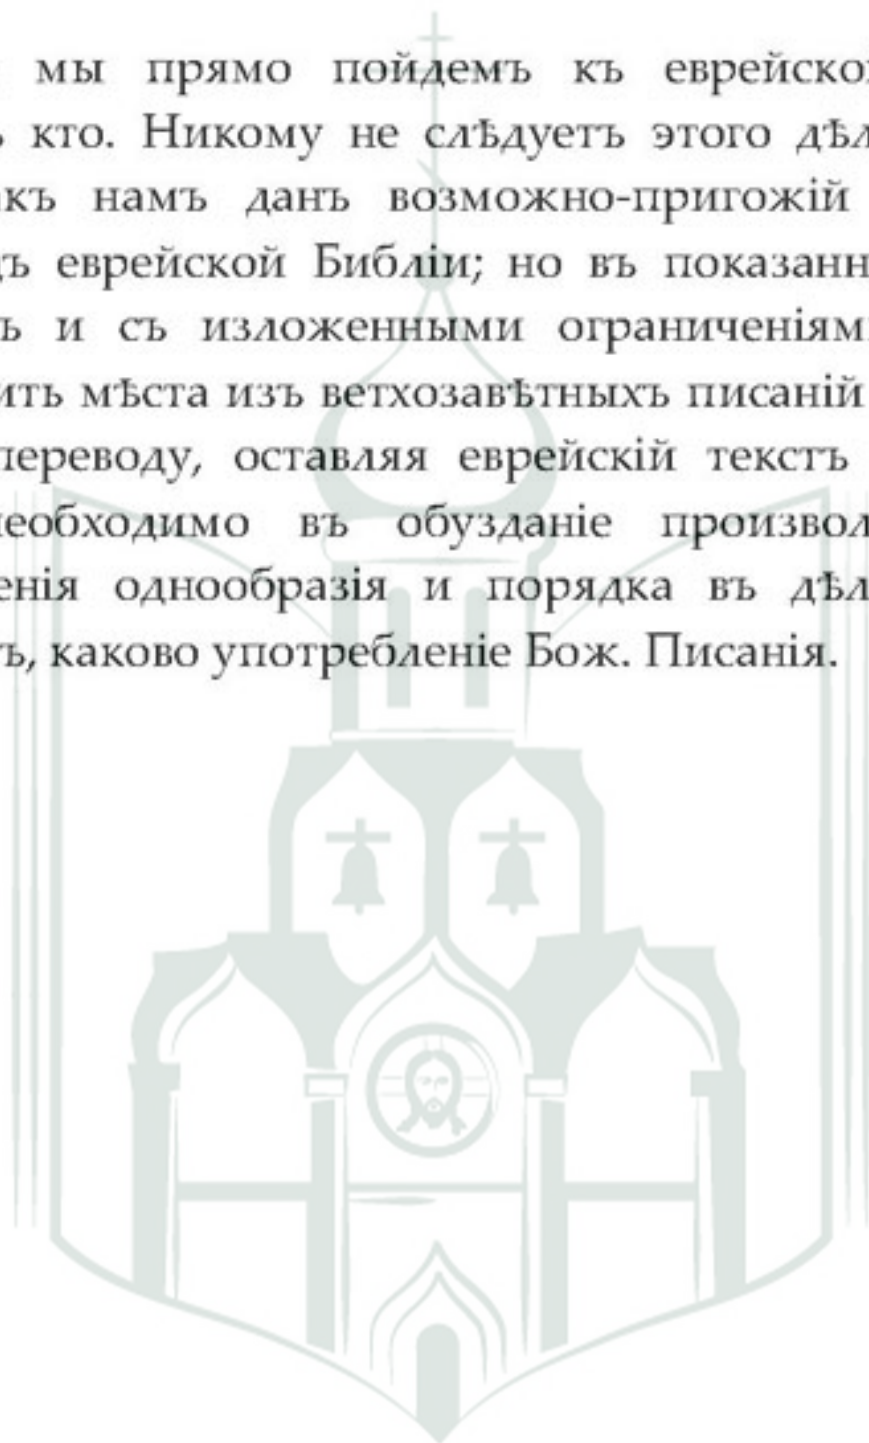 мы прямо пойдемъ къ еврейско
кто. Никому не слѣдуетъ этого дѣл
акъ намъ данъ возможно-пригожій
дъ еврейской Библіи; но въ показанн
ъ и съ изложенными ограниченіям
ить мѣста изъ ветхозавѣтныхъ писаній
переводу, оставляя еврейскій текстъ
необходимо въ обузданіе произвол
енія однообразія и порядка въ дѣл
ъ, каково употребленіе Бож. Писанія.